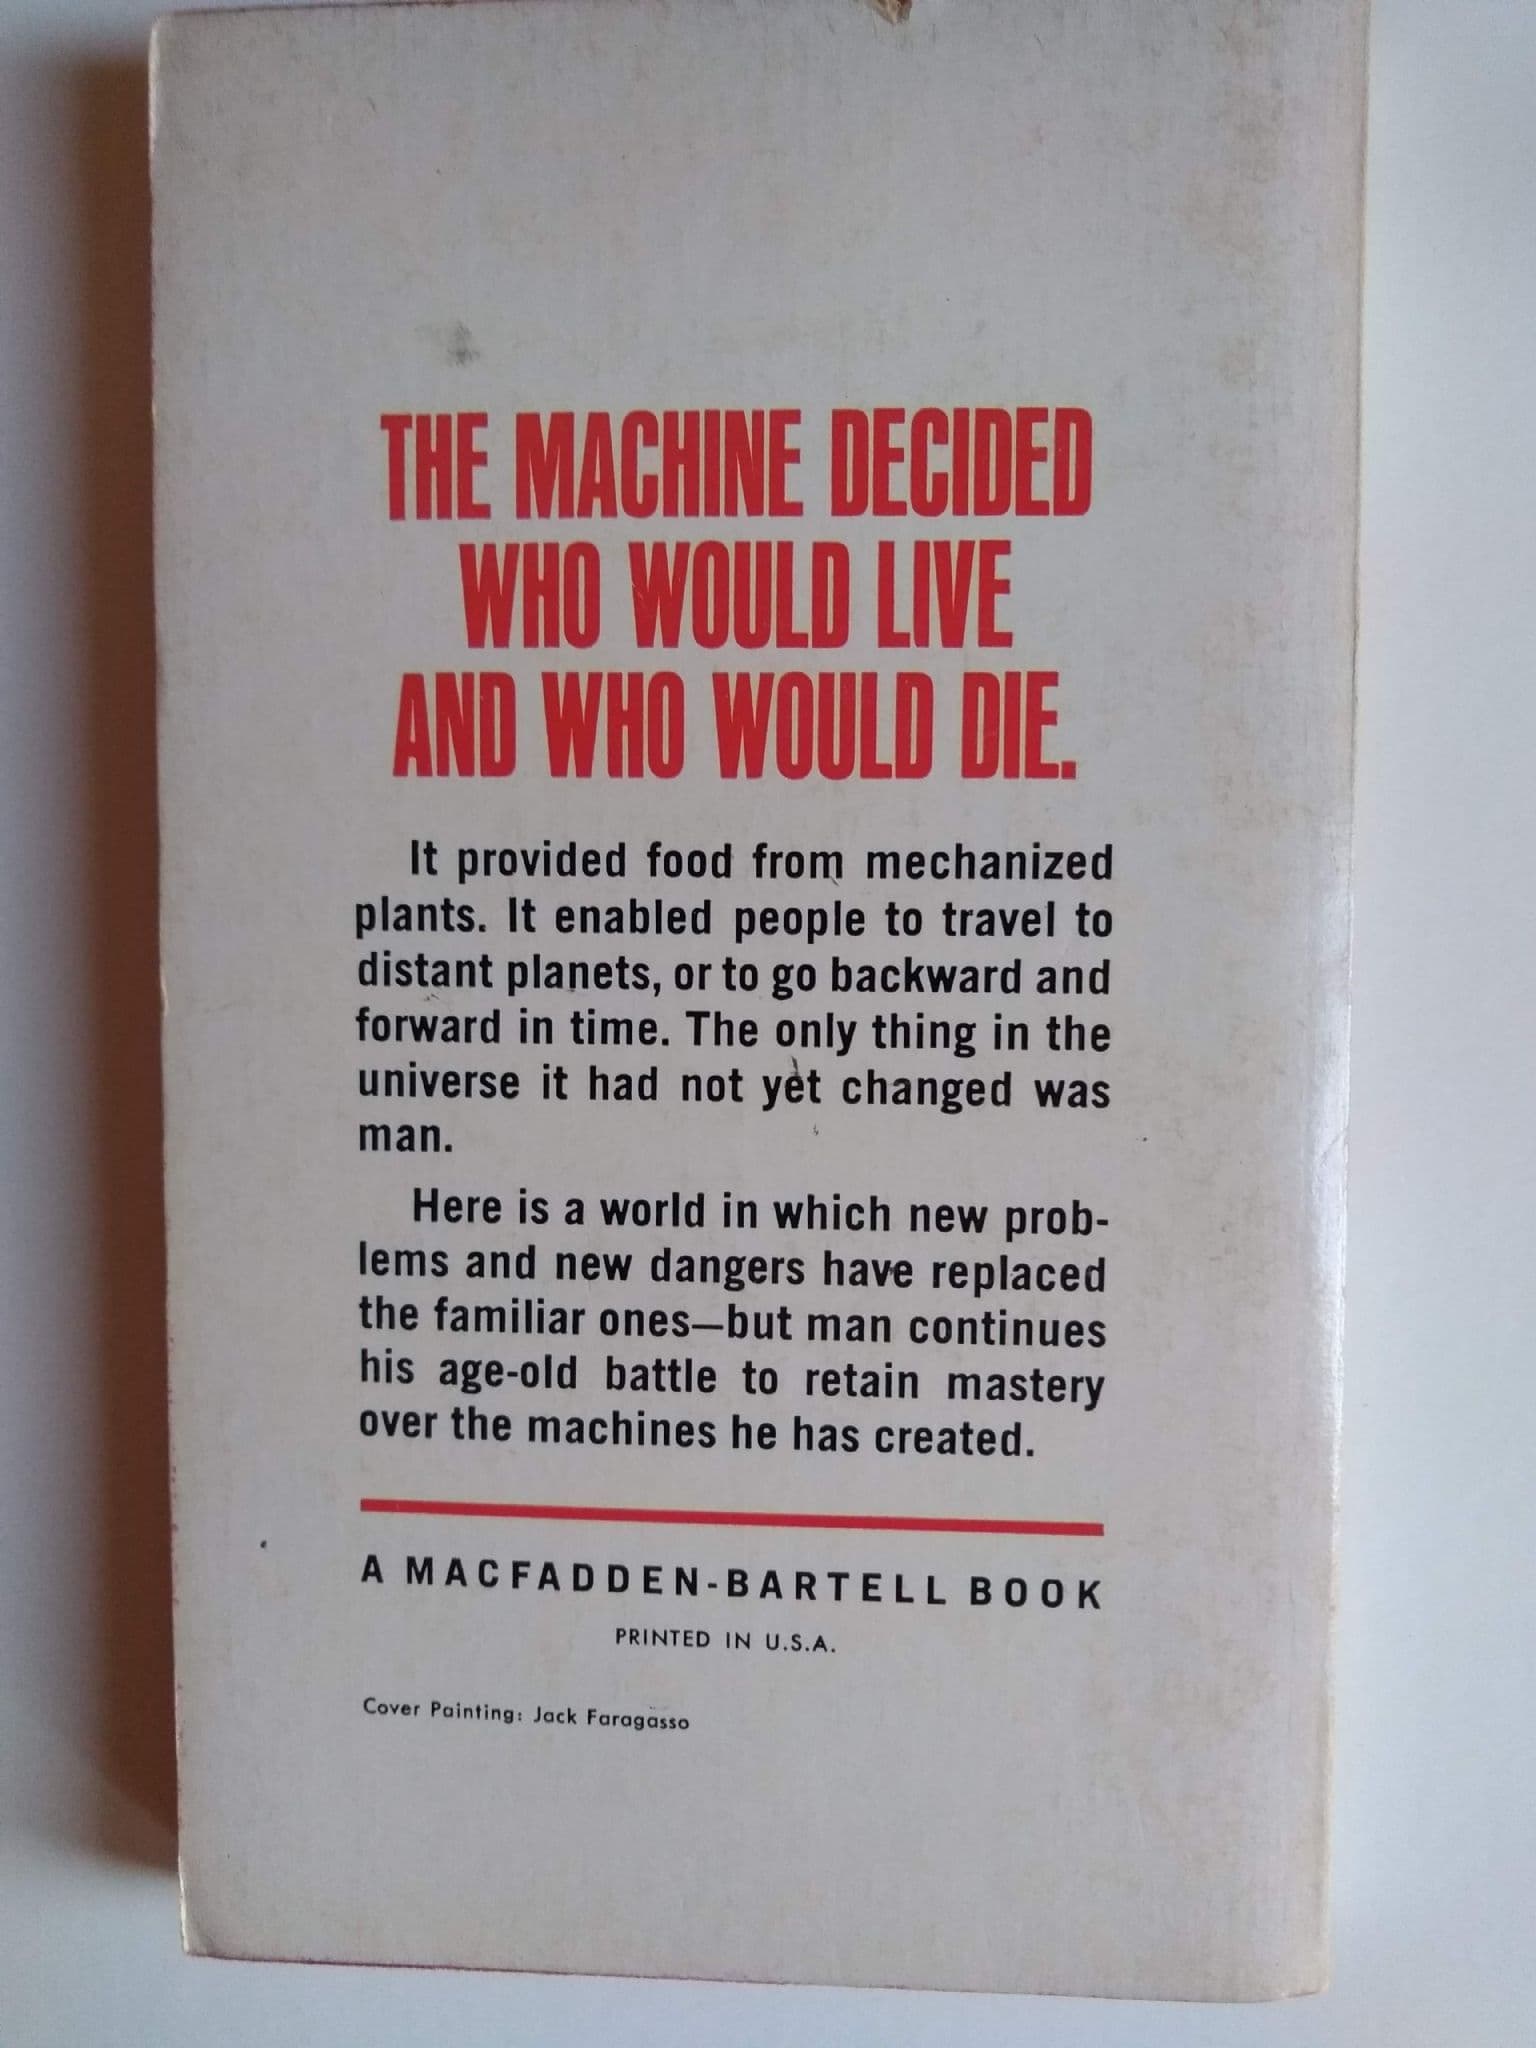 THE MACHINE DECIDED
WHO WOULD LIVE
AND WHO WOULD DIE.
It provided food from mechanized
plants. It enabled people to travel to
distant planets, or to go backward and
forward in time. The only thing in the
universe it had not yet changed was
man.
Here is a world in which new prob-
lems and new dangers have replaced
the familiar ones—but man continues
his age-old battle to retain mastery
over the machines he has created.
A MACFADDEN-BARTELL BOOK
PRINTED IN U.S.A.
Cover Painting: Jack Faragasso